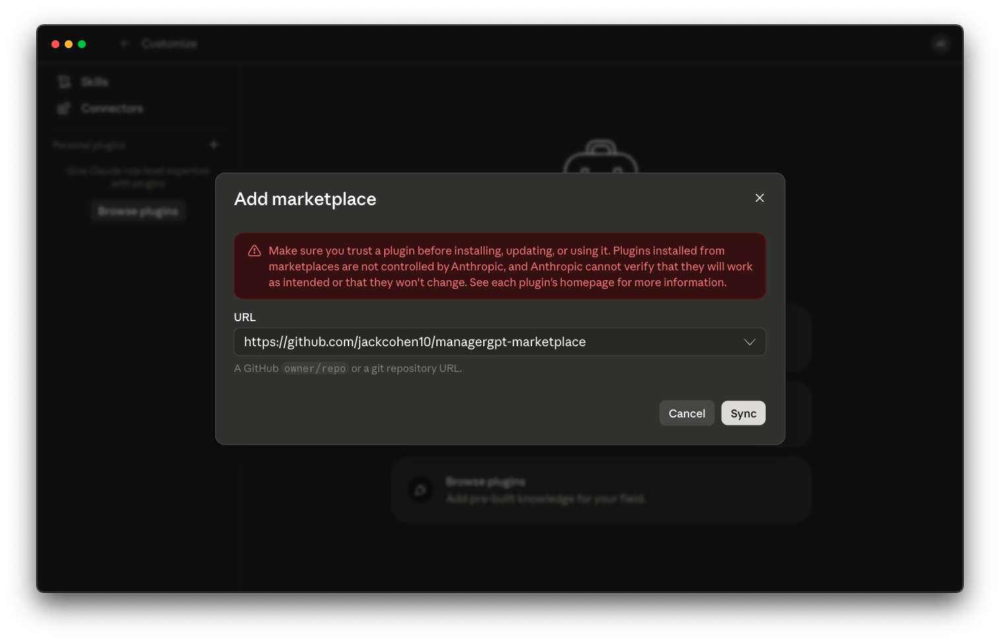 Customize
Skills
Connectors
Personal plugins
Give Claude role-level expertise
with plugins
Browse plugins
Add marketplace
Make sure you trust a plugin before installing, updating, or using it. Plugins installed from
marketplaces are not controlled by Anthropic, and Anthropic cannot verify that they will work
as intended or that they won't change. See each plugin's homepage for more information.
URL
https://github.com/jackcohen10/managergpt-marketplace
A GitHub owner/repo or a git repository URL.
Cancel
Sync
Browse plugins
Add pre-built knowledge for your field.